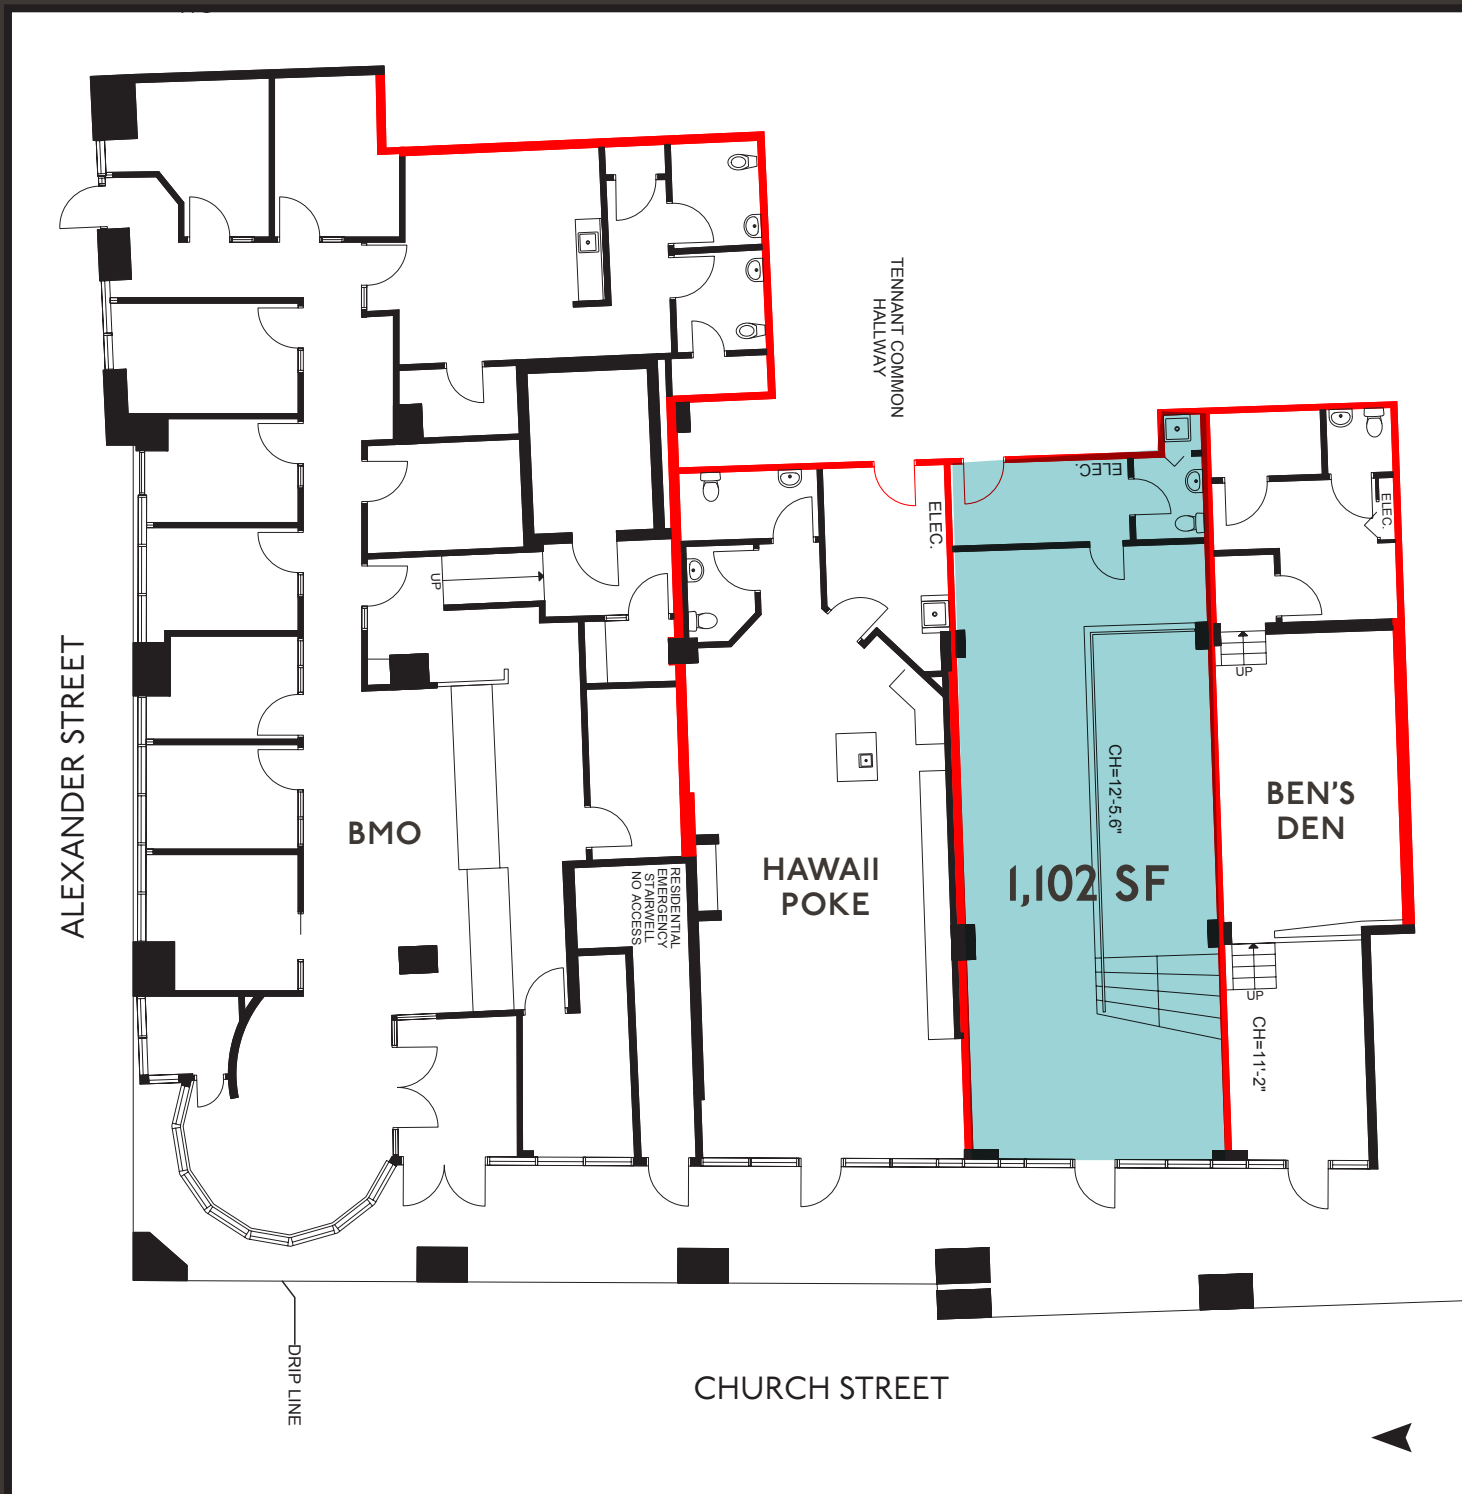 TENNANT COMMON
HALLWAY
ELEC.
ELEC.
ELEC.
UP
UP
ALEXANDER STREET
CH=12'-5.6"
BEN'S
DEN
BMO
HAWAII
POKE
1,102 SF
RESIDENTIAL
EMERGENCY
STAIRWELL
NO ACCESS
UP
CH=11'-2"
DRIP LINE
CHURCH STREET